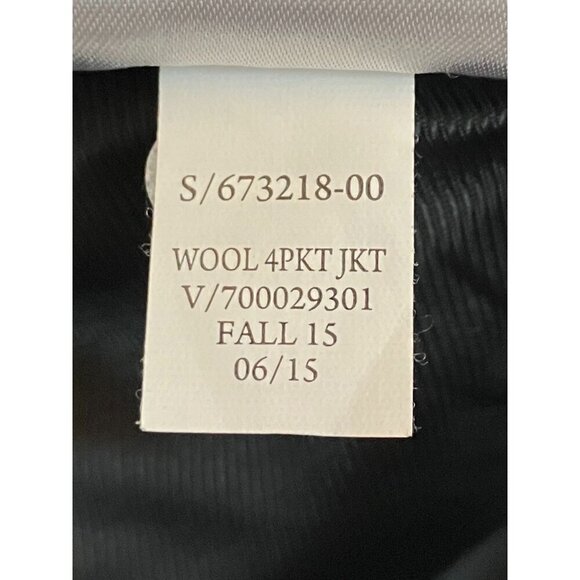 S/673218-00
WOOL 4PKT JKT
V/700029301
FALL 15
06/15